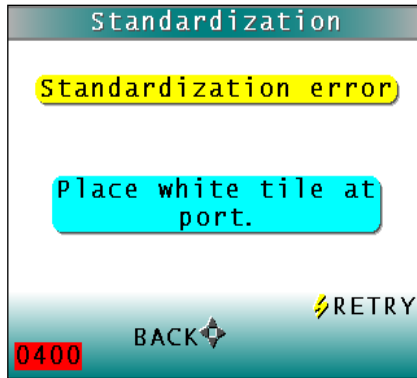 Standardization
Standardization error
Place white tile at
port.
RETRY
BACK
0400